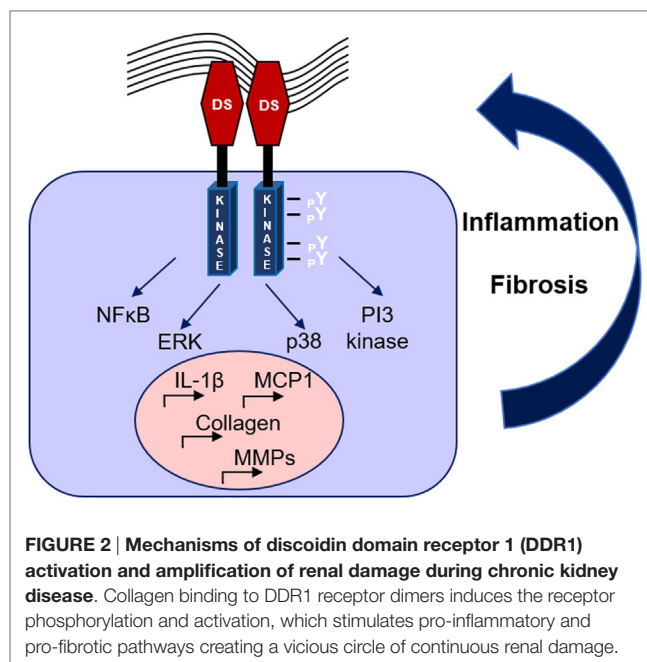 DS DS
KINASE KINASE
PY
PY
PY
PY
Inflammation
Fibrosis
NFκB
ERK
p38
PI3
kinase
IL-1β MCP1
Collagen
MMPs
FIGURE 2 | Mechanisms of discoidin domain receptor 1 (DDR1)
activation and amplification of renal damage during chronic kidney
disease. Collagen binding to DDR1 receptor dimers induces the receptor
phosphorylation and activation, which stimulates pro-inflammatory and
pro-fibrotic pathways creating a vicious circle of continuous renal damage.